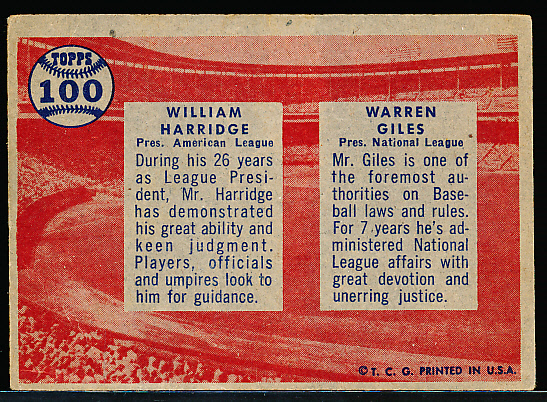 TOPPS
100
WILLIAM
HARRIDGE
Pres. American League
During his 26 years
as League Presi-
dent, Mr. Harridge
has demonstrated
his great ability and
keen judgment.
Players, officials
and umpires look to
him for guidance.
WARREN
GILES
Pres. National League
Mr. Giles is one of
the foremost au-
thorities on Base-
ball laws and rules.
For 7 years he's ad-
ministered National
League affairs with
great devotion and
unerring justice.
© T. C. G. PRINTED IN U.S.A.